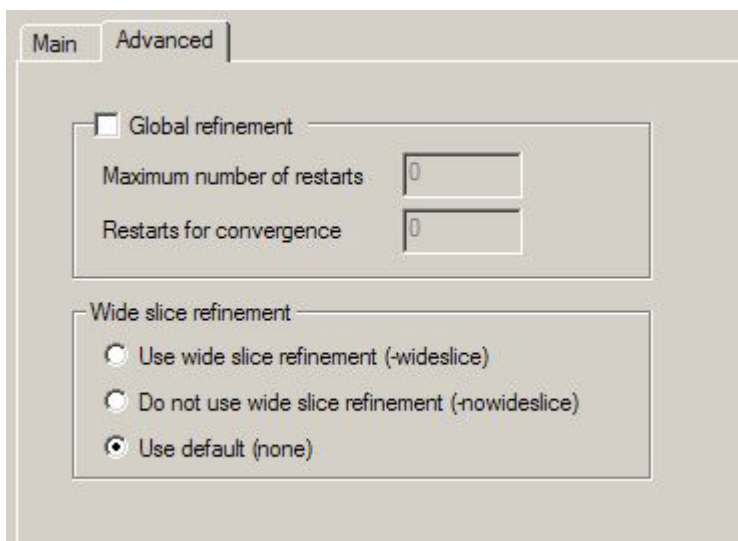 Main Advanced
Global refinement
Maximum number of restarts 0
Restarts for convergence 0
Wide slice refinement
Use wide slice refinement (-wideslice)
Do not use wide slice refinement (-nowideslice)
Use default (none)